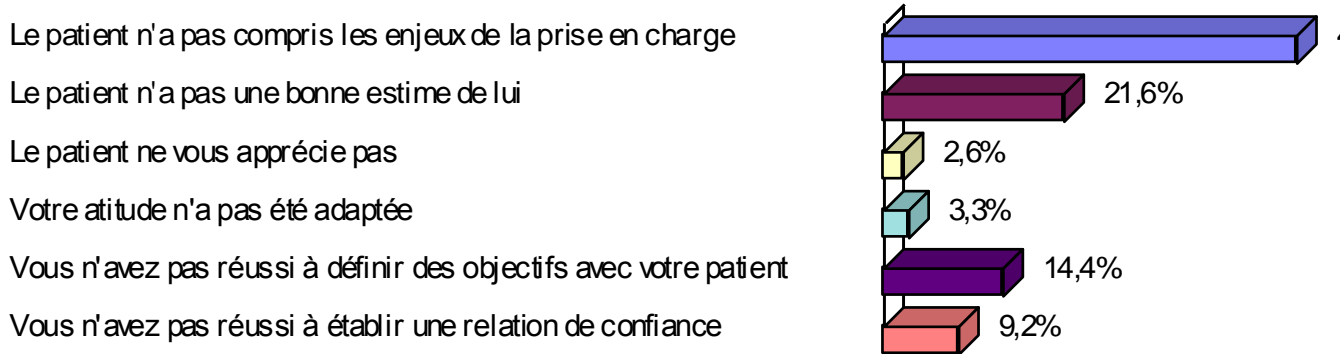 Le patient n'a pas compris les enjeux de la prise en charge
Le patient n'a pas une bonne estime de lui 21,6%
Le patient ne vous apprécie pas 2,6%
Votre atitude n'a pas été adaptée 3,3%
Vous n'avez pas réussi à définir des objectifs avec votre patient 14,4%
Vous n'avez pas réussi à établir une relation de confiance 9,2%